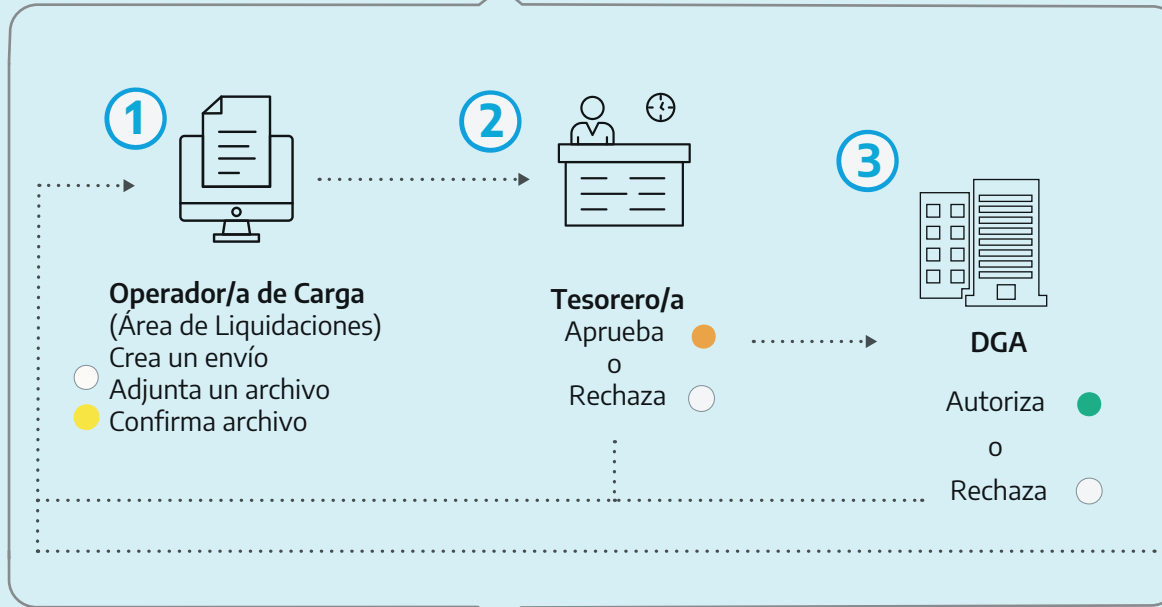 1
Operador/a de Carga
(Área de Liquidaciones)
Crea un envío
Adjunta un archivo
Confirma archivo
2
Tesorero/a
Aprueba
o
Rechaza
3
DGA
Autoriza
o
Rechaza